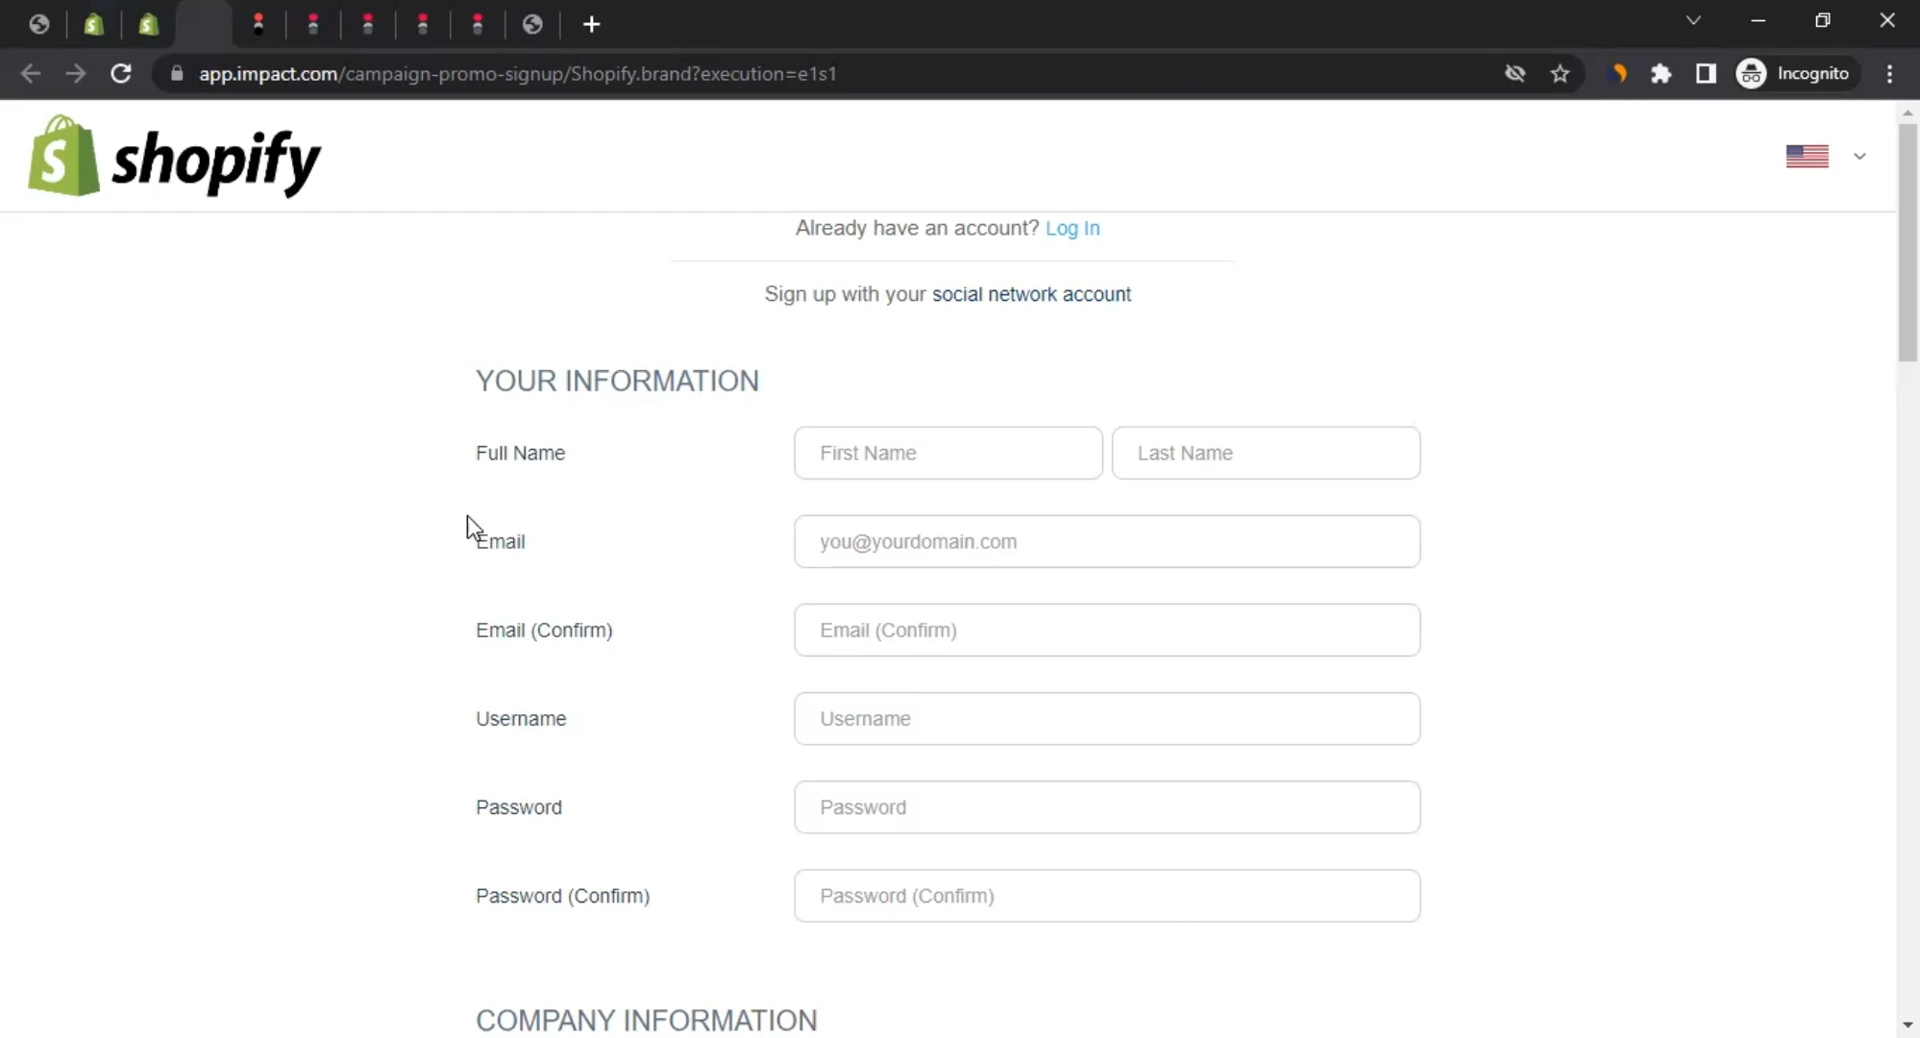 app.impact.com/campaign-promo-signup/Shopify.brand?execution=e1s1
Incognito
shopify
Already have an account? Log In
Sign up with your social network account
YOUR INFORMATION
Full Name
First Name
Last Name
Email
you@yourdomain.com
Email (Confirm)
Email (Confirm)
Username
Username
Password
Password
Password (Confirm)
Password (Confirm)
COMPANY INFORMATION